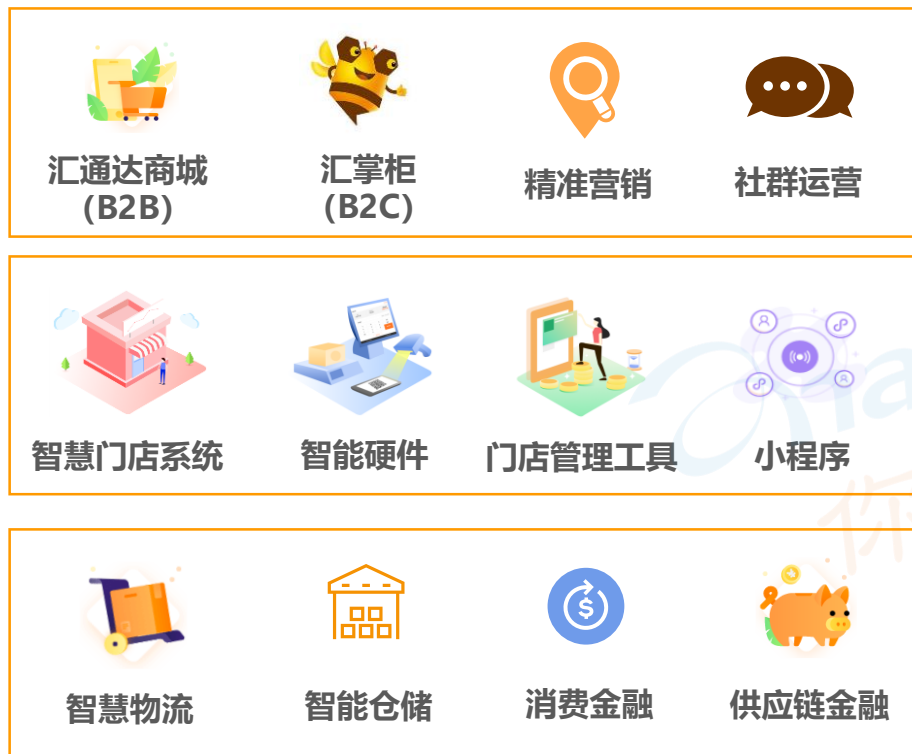 汇通达商城
(B2B)
汇掌柜
(B2C)
精准营销
社群运营
智慧门店系统
智能硬件
门店管理工具
小程序
智慧物流
智能仓储
消费金融
供应链金融